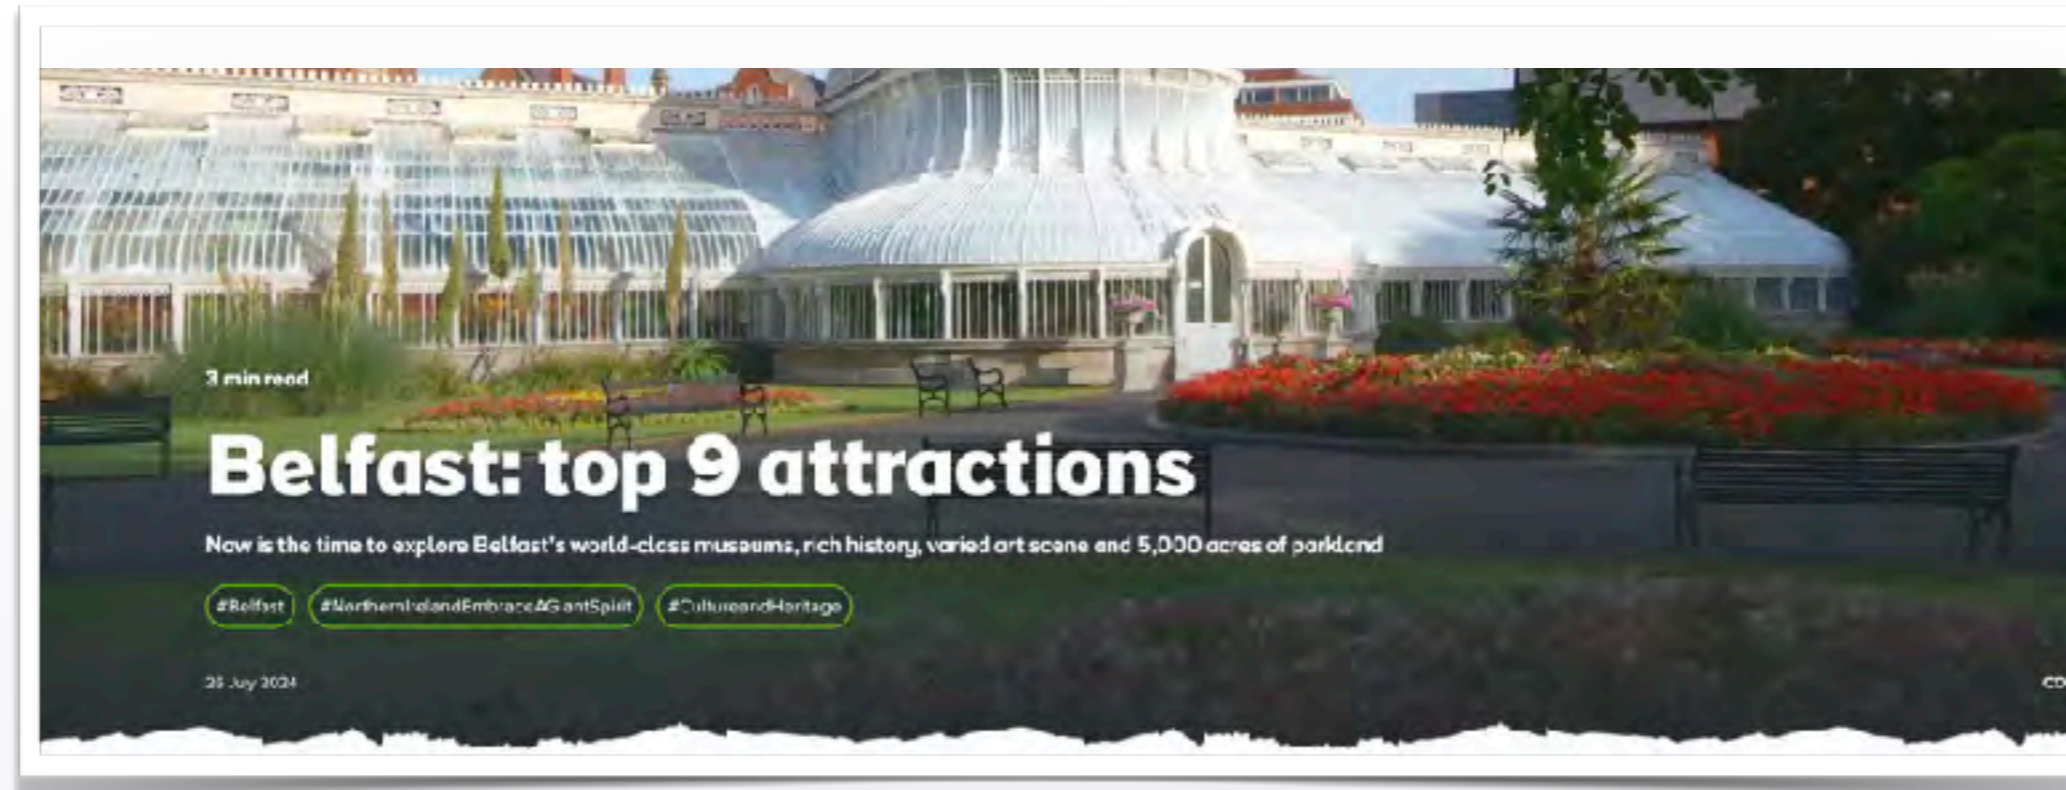 3 min read
Belfast: top 9 attractions
Now is the time to explore Belfast's world-class museums, rich history, varied art scene and 5,000 acres of parkland
#Belfast #NorthernIrelandEmbraceAGiantSpirit #CultureandHeritage
July 2024